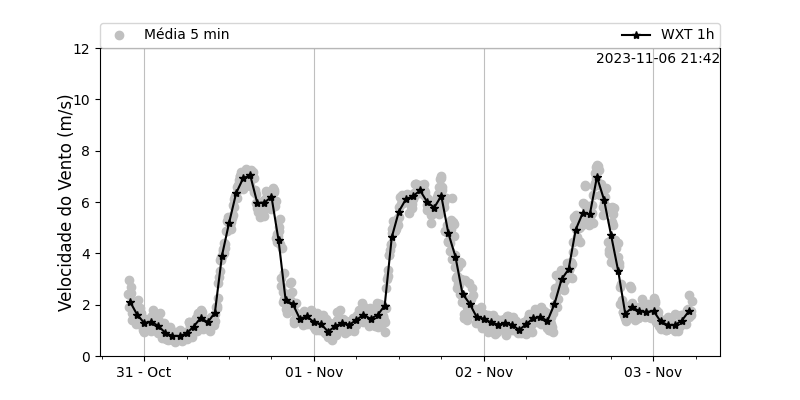 Média 5 min
WXT 1h
2023-11-06 21:42
Velocidade do Vento (m/s)
12
10
8
6
4
2
0
31 - Oct
01 - Nov
02 - Nov
03 - Nov